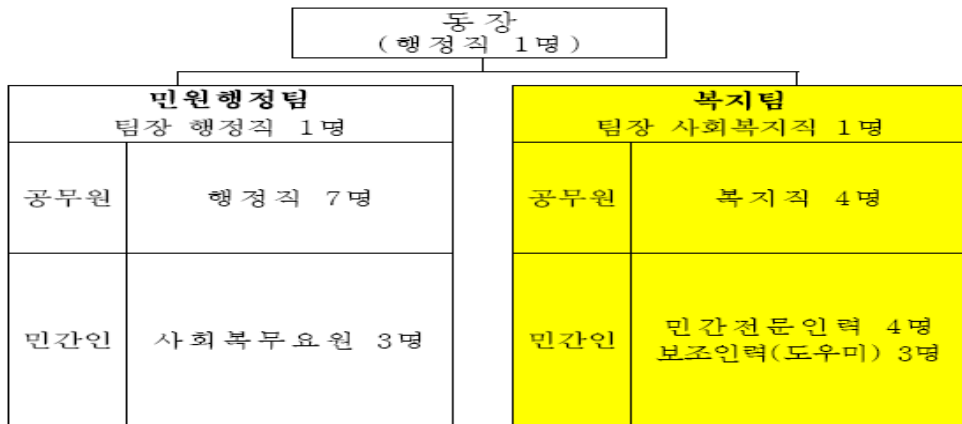 동장
(행정직 1명)
민원행정팀
팀장 행정직 1명
공무원
행정직 7명
민간인
사회복무요원 3명
복지팀
팀장 사회복지직 1명
공무원
복지직 4명
민간인
민간전문인력 4명
보조인력(도우미) 3명